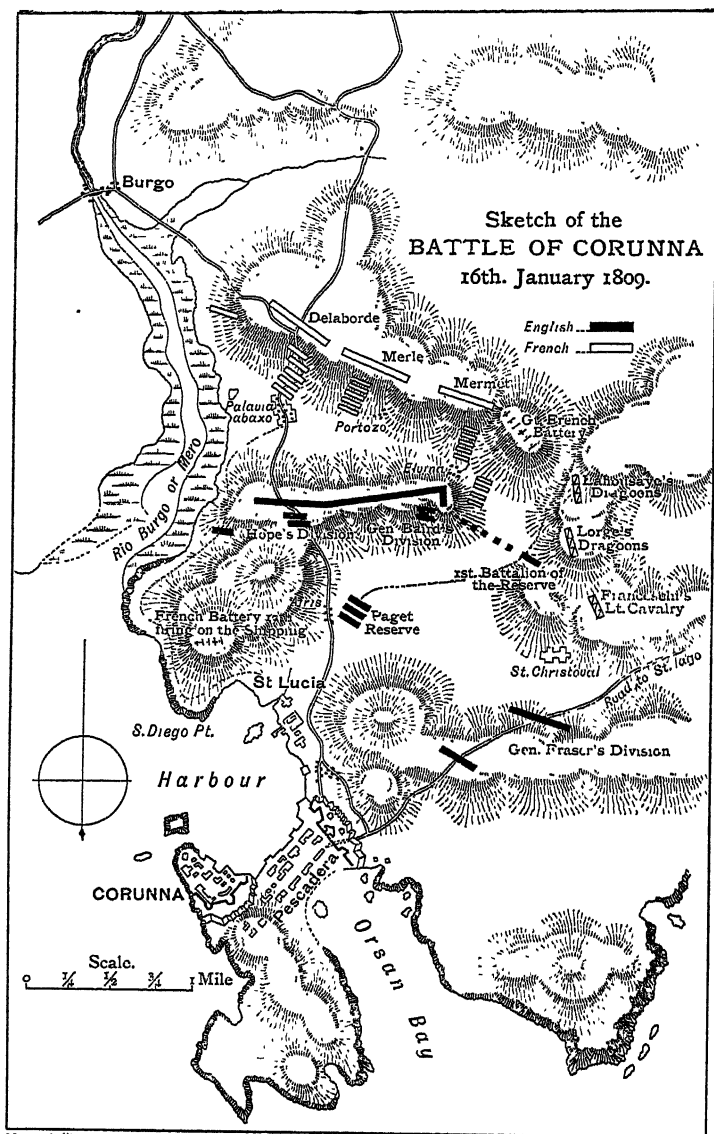 Burgo
Sketch of the
BATTLE OF CORUNNA
16th. January 1809.
English
French
Delaborde
Merle
Mermet
Palavia
abaxo
Portozo
Gt. French
Battery
Elvina
Dragoons
Rio Burgo or Mero
Hope's Division
Gen. Baird's
Division
Lorge's
Dragoons
1st. Battalion of
the Reserve
Franceschi's
Lt. Cavalry
French Battery
firing on the Shipping
Airis
Paget
Reserve
St. Christoval
Road to St. Iago
St Lucia
S. Diego Pt.
Gen. Fraser's Division
Harbour
CORUNNA
Pescadera
Orsan Bay
Scale.
0 ¼ ½ ¾ 1 Mile